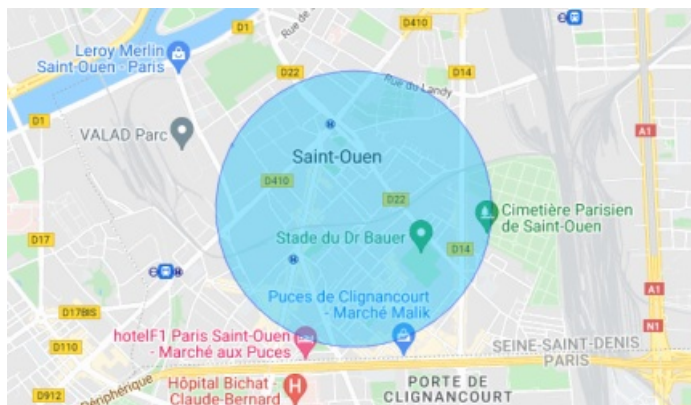 D410
D1
Rue de
Leroy Merlin
Saint-Ouen - Paris
D22
D14
Rue du Landy
D1
D1
VALAD Parc
A1
Saint-Ouen
D410
D22
Cimetière Parisien
de Saint-Ouen
D17
Stade du Dr Bauer
D14
M
M
M
A1
Puces de Clignancourt
- Marché Malik
D17BIS
N1
hotelF1 Paris Saint-Ouen
- Marché aux Puces
D110
SEINE-SAINT-DENIS
PARIS
Hôpital Bichat -
Claude-Bernard
H
PORTE DE
CLIGNANCOURT
D912
Périphérique